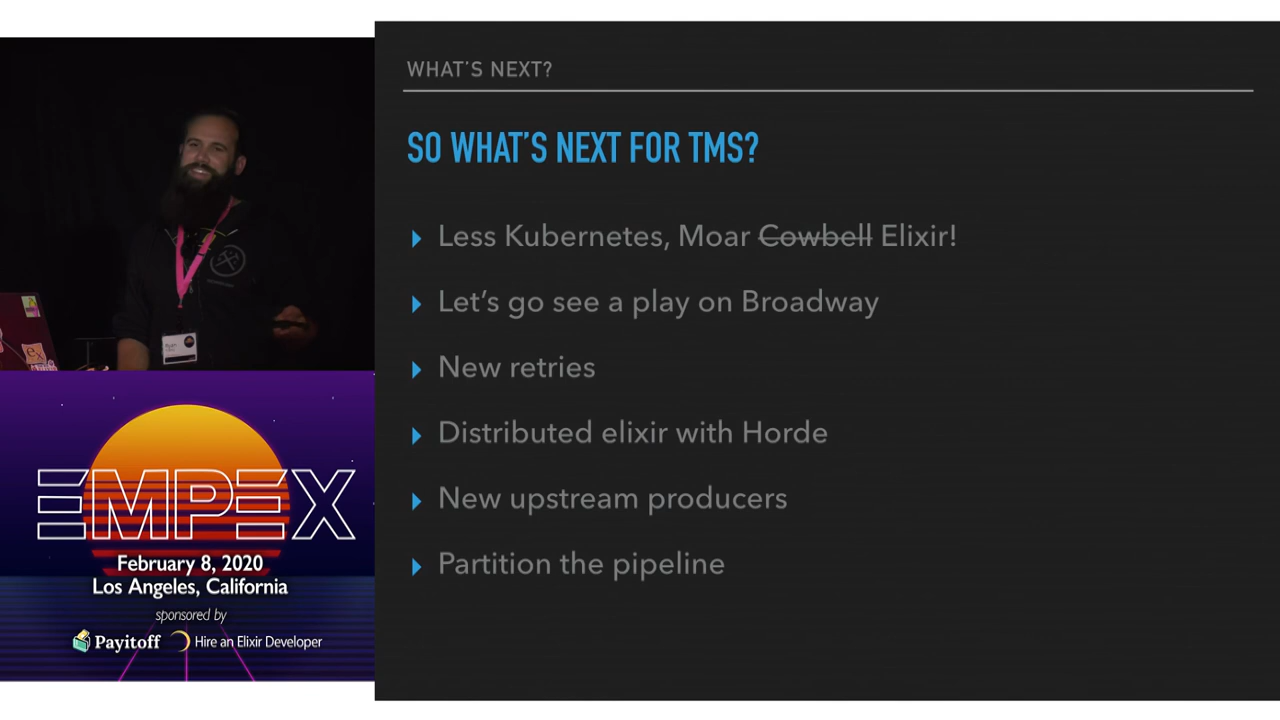 WHAT'S NEXT?
SO WHAT'S NEXT FOR TMS?
Less Kubernetes, Moar Cowbell Elixir!
Let's go see a play on Broadway
New retries
Distributed elixir with Horde
New upstream producers
Partition the pipeline
ex
EMPEX
February 8, 2020
Los Angeles, California
sponsored by
Payitoff
Hire an Elixir Developer